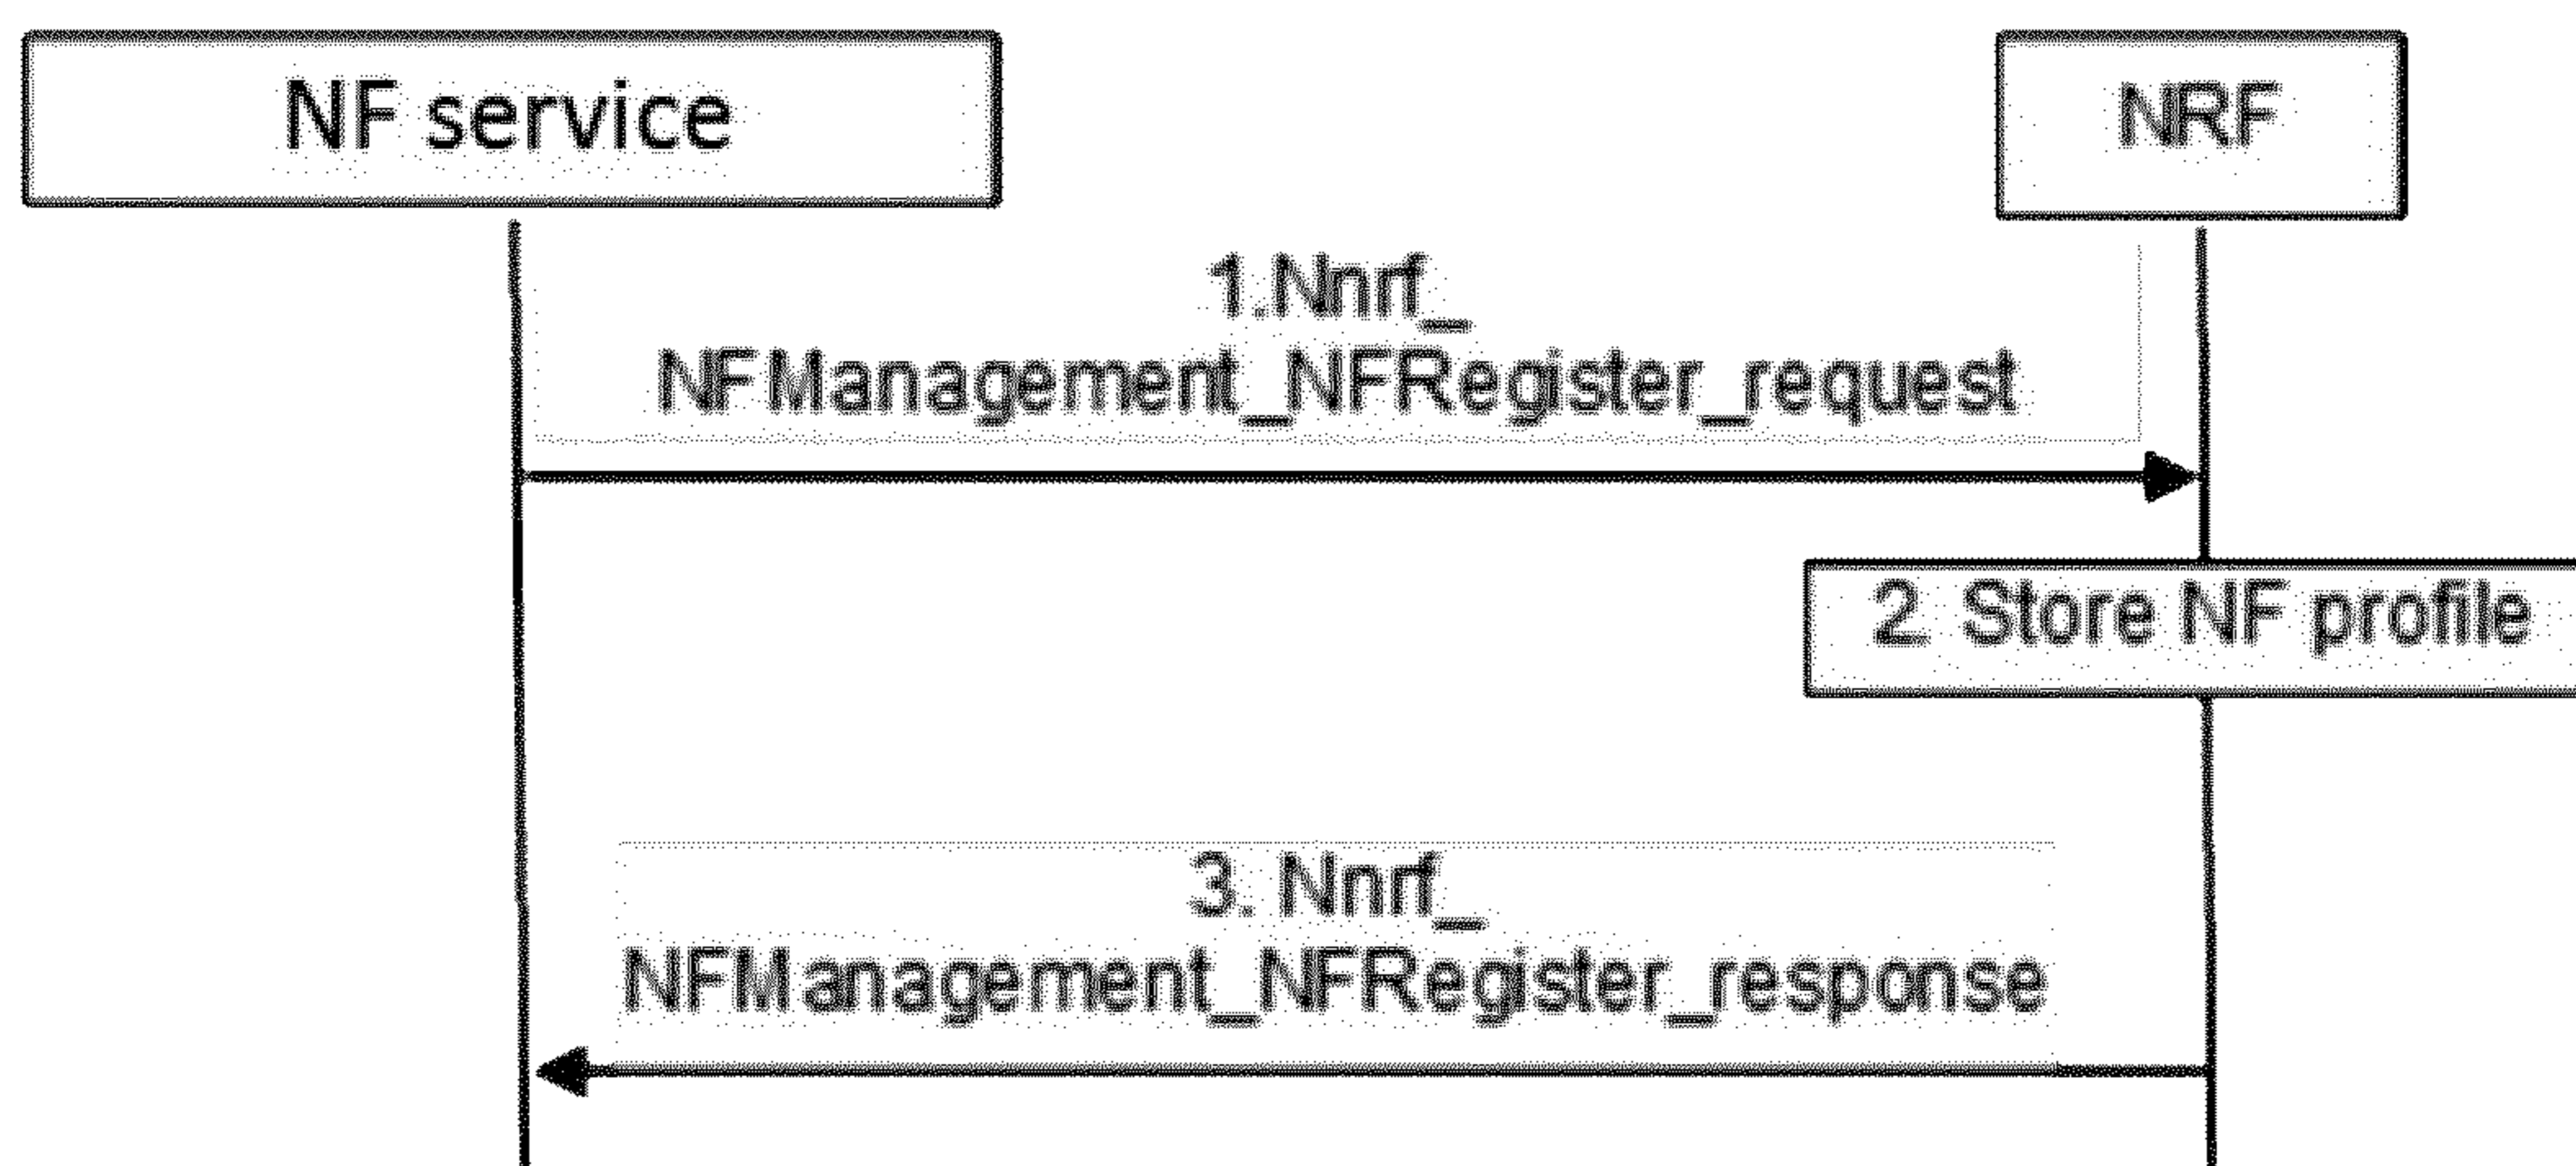 NF service
NRF
1.Nnrf_
NFManagement_NFRegister_request
2. Store NF profile
3. Nnrf_
NFManagement_NFRegister_response